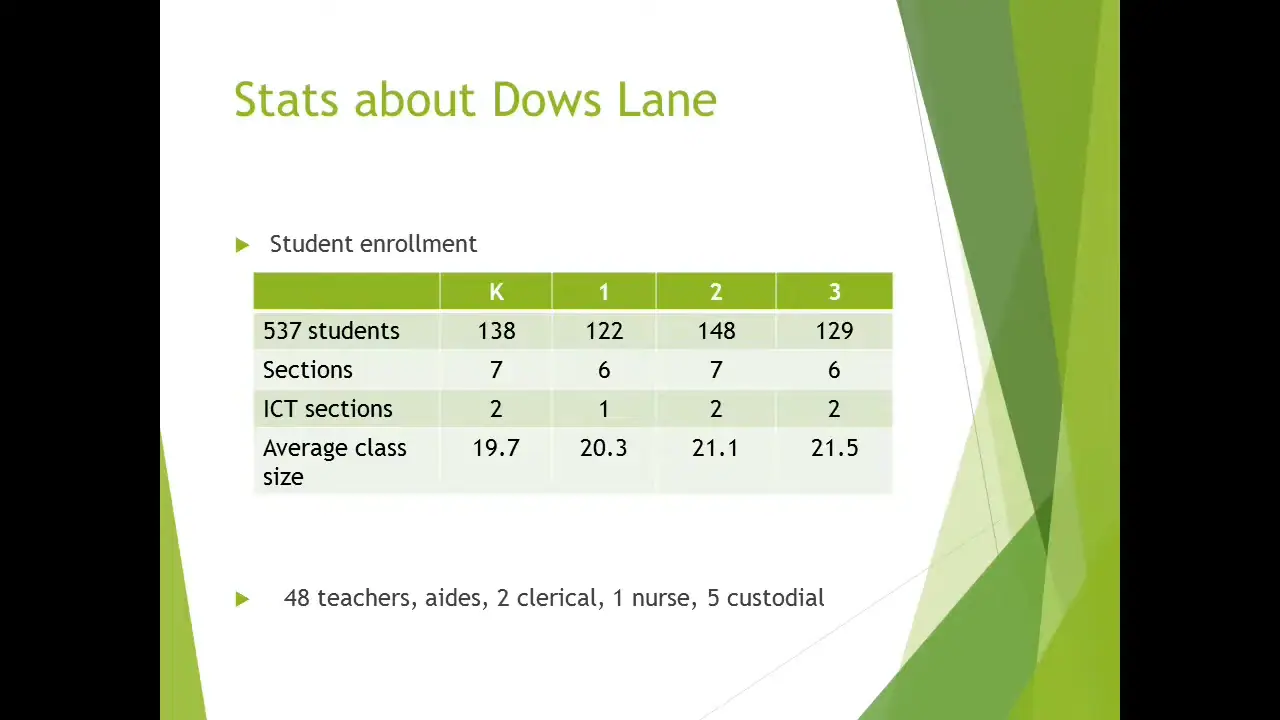 Stats about Dows Lane
Student enrollment
K 1 2 3
537 students 138 122 148 129
Sections 7 6 7 6
ICT sections 2 1 2 2
Average class 19.7 20.3 21.1 21.5
size
48 teachers, aides, 2 clerical, 1 nurse, 5 custodial